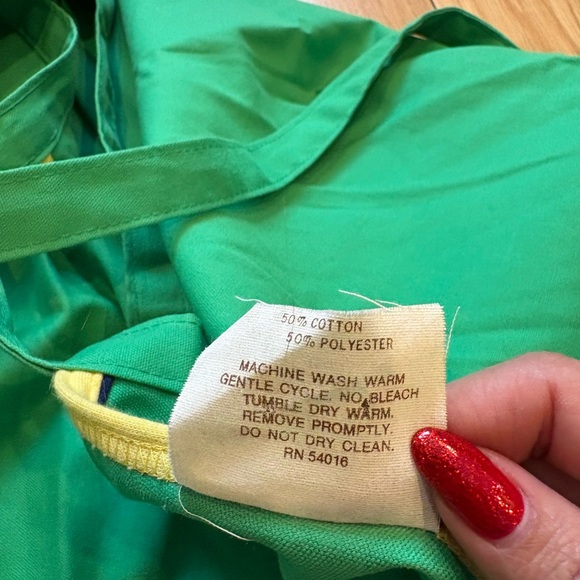 50% COTTON
50% POLYESTER
MACHINE WASH WARM
GENTLE CYCLE. NO BLEACH
TUMBLE DRY WARM.
REMOVE PROMPTLY.
DO NOT DRY CLEAN.
RN 54016